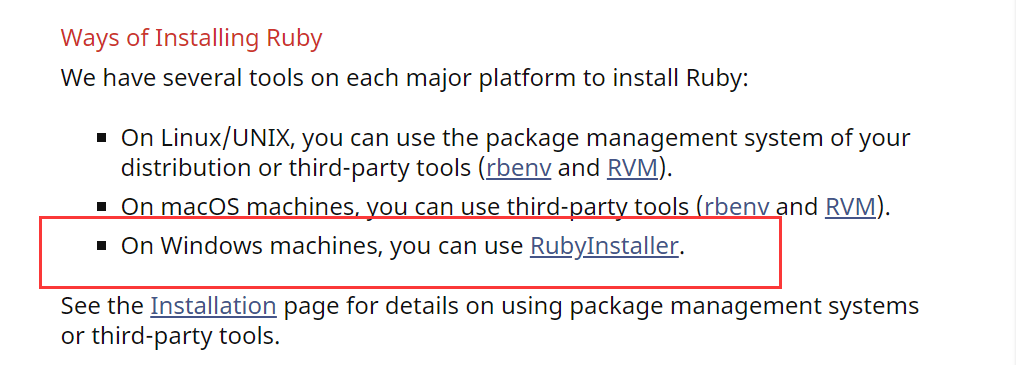 Ways of Installing Ruby
We have several tools on each major platform to install Ruby:
On Linux/UNIX, you can use the package management system of your
distribution or third-party tools (rbenv and RVM).
On macOS machines, you can use third-party tools (rbenv and RVM).
On Windows machines, you can use RubyInstaller.
See the Installation page for details on using package management systems
or third-party tools.